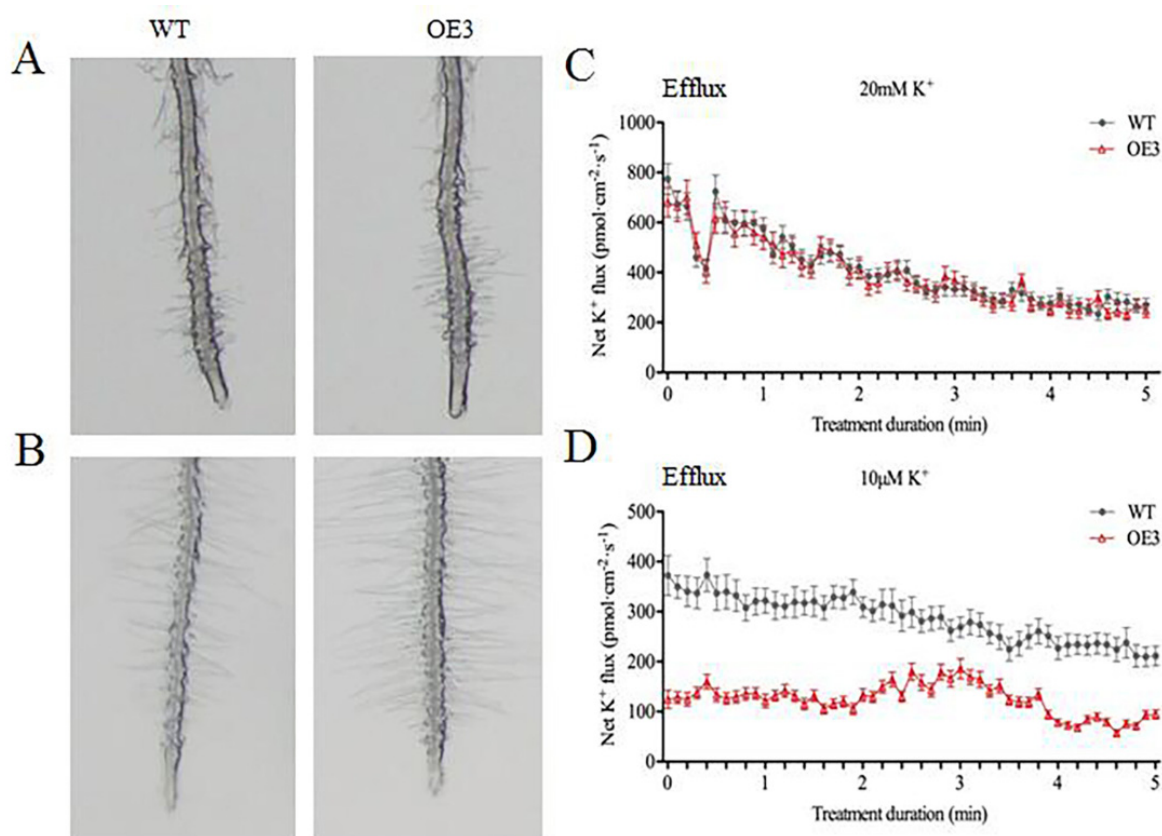 WT
OE3
A
B
C
Efflux
20mM K⁺
WT
OE3
Net K⁺ flux (pmol·cm⁻²·s⁻¹)
1000
800
600
400
200
0
0 1 2 3 4 5
Treatment duration (min)
D
Efflux
10μM K⁺
WT
OE3
Net K⁺ flux (pmol·cm⁻²·s⁻¹)
500
400
300
200
100
0
0 1 2 3 4 5
Treatment duration (min)